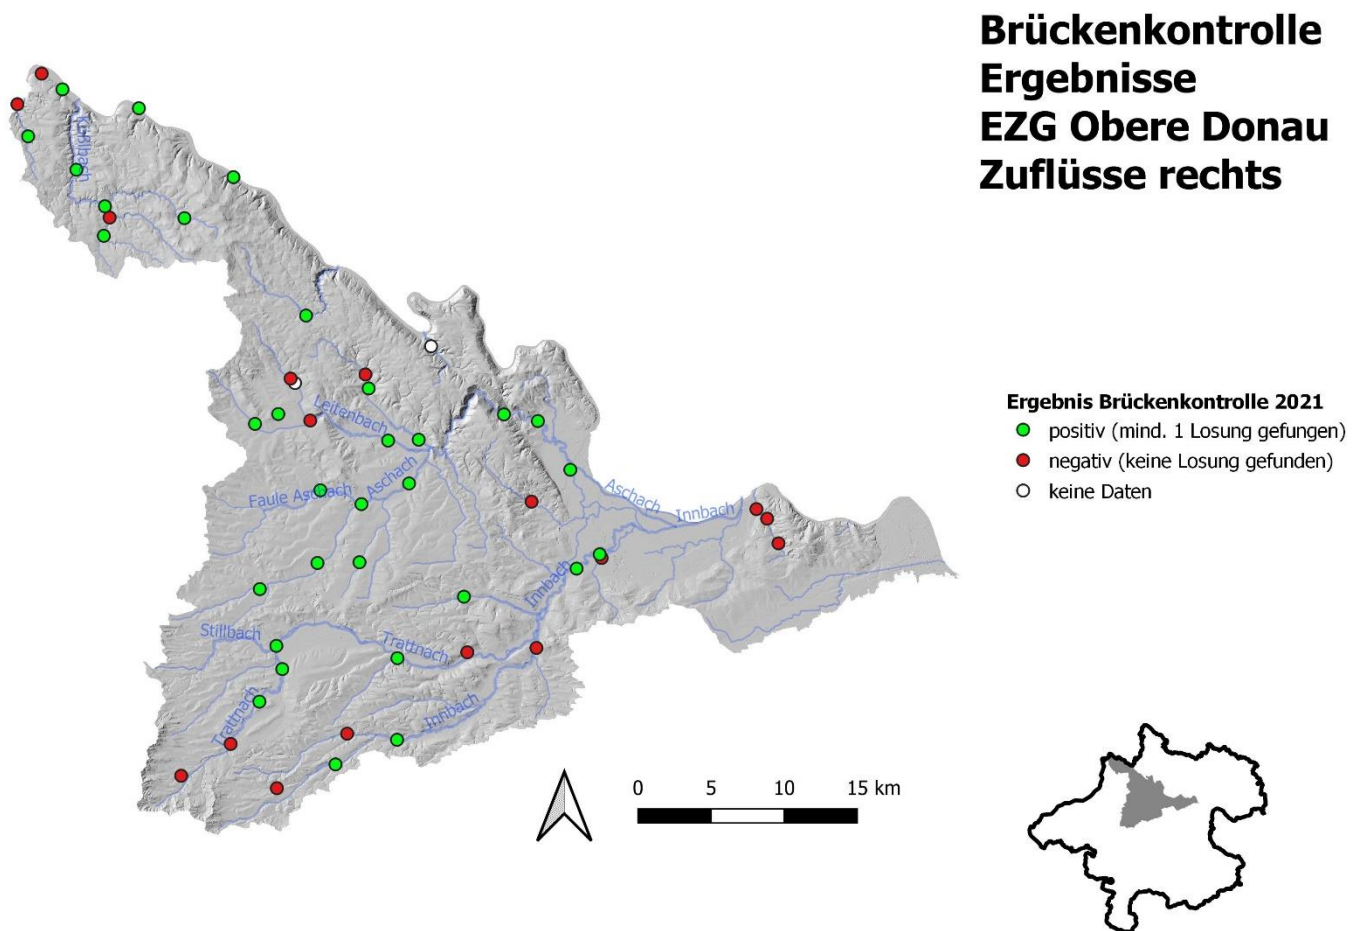 Brückenkontrolle
Ergebnisse
EZG Obere Donau
Zuflüsse rechts
Keßlbach
Leitenbach
Faule Aschach
Aschach
Aschach
Innbach
Innbach
Stillbach
Trattnach
Trattnach
Innbach
Ergebnis Brückenkontrolle 2021
positiv (mind. 1 Losung gefungen)
negativ (keine Losung gefunden)
keine Daten
0 5 10 15 km